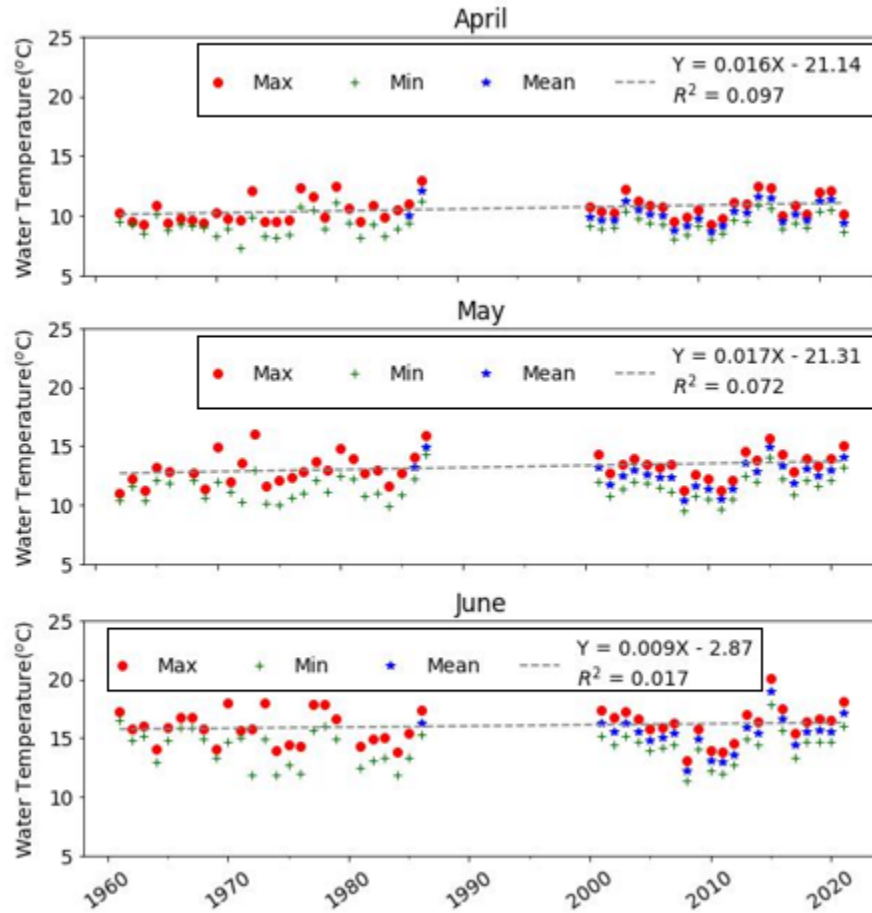 April
Water Temperature(°C)
25
20
15
10
5
Max
Min
Mean
Y = 0.016X - 21.14
R² = 0.097
May
Water Temperature(°C)
25
20
15
10
5
Max
Min
Mean
Y = 0.017X - 21.31
R² = 0.072
June
Water Temperature(°C)
25
20
15
10
5
Max
Min
Mean
Y = 0.009X - 2.87
R² = 0.017
1960
1970
1980
1990
2000
2010
2020